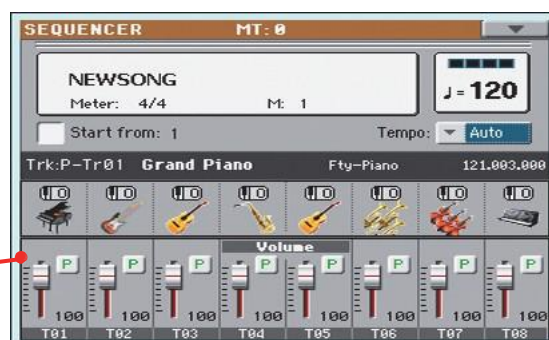 SEQUENCER MT: 0
NEWSONG
Meter: 4/4 M: 1
♩=120
Start from: 1 Tempo: Auto
Trk:P-Tr01 Grand Piano Fty-Piano 121.003.000
Volume
P P P P P P P P
100 100 100 100 100 100 100 100
T01 T02 T03 T04 T05 T06 T07 T08